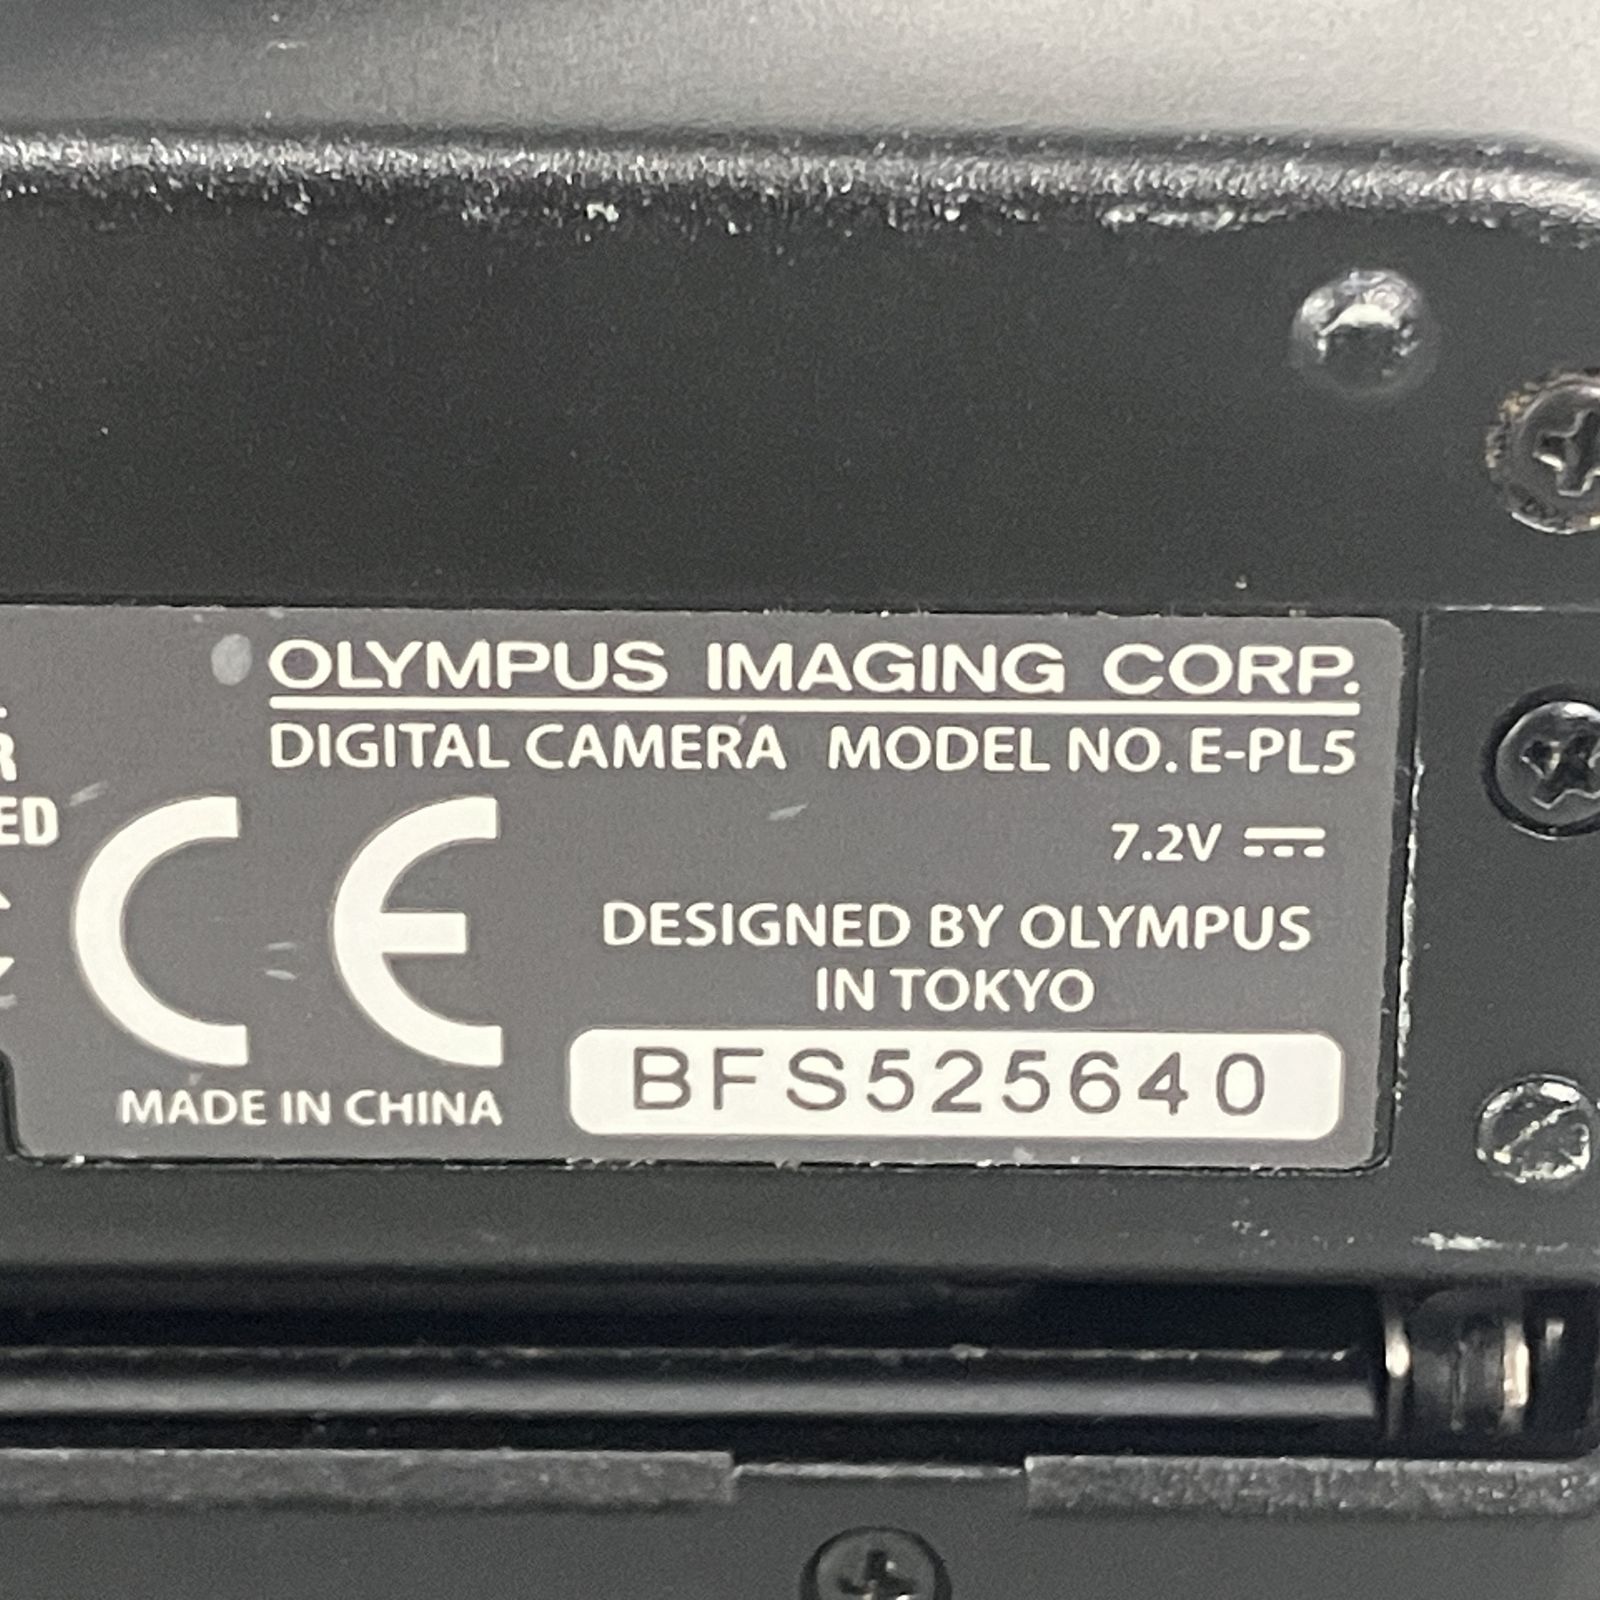 OLYMPUS IMAGING CORP.
DIGITAL CAMERA MODEL NO. E-PL5
7.2V
DESIGNED BY OLYMPUS
IN TOKYO
CE
MADE IN CHINA
BFS525640